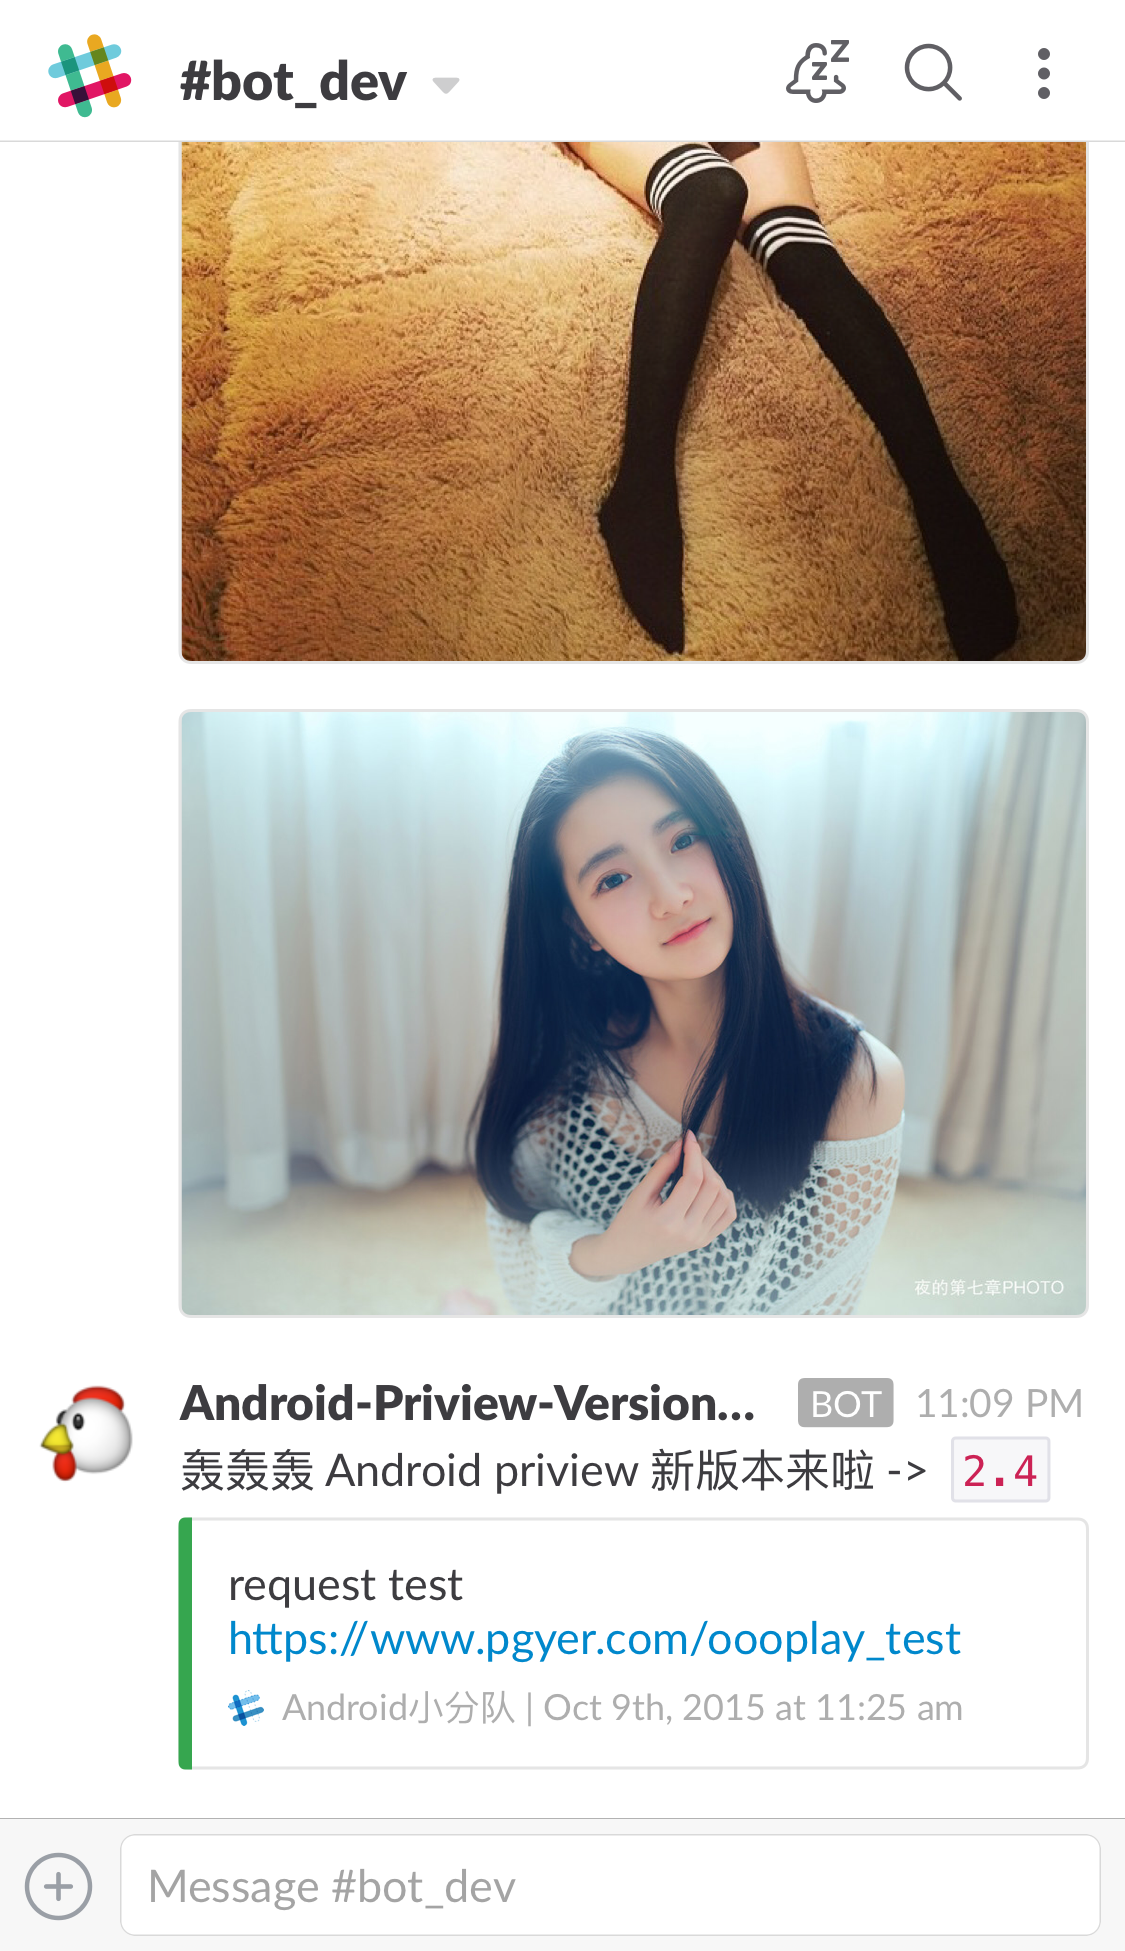 #bot_dev
夜的第七章PHOTO
Android-Priview-Version... BOT 11:09 PM
轰轰轰 Android priview 新版本来啦 -> 2.4
request test
https://www.pgyer.com/oooplay_test
Android小分队 | Oct 9th, 2015 at 11:25 am
Message #bot_dev